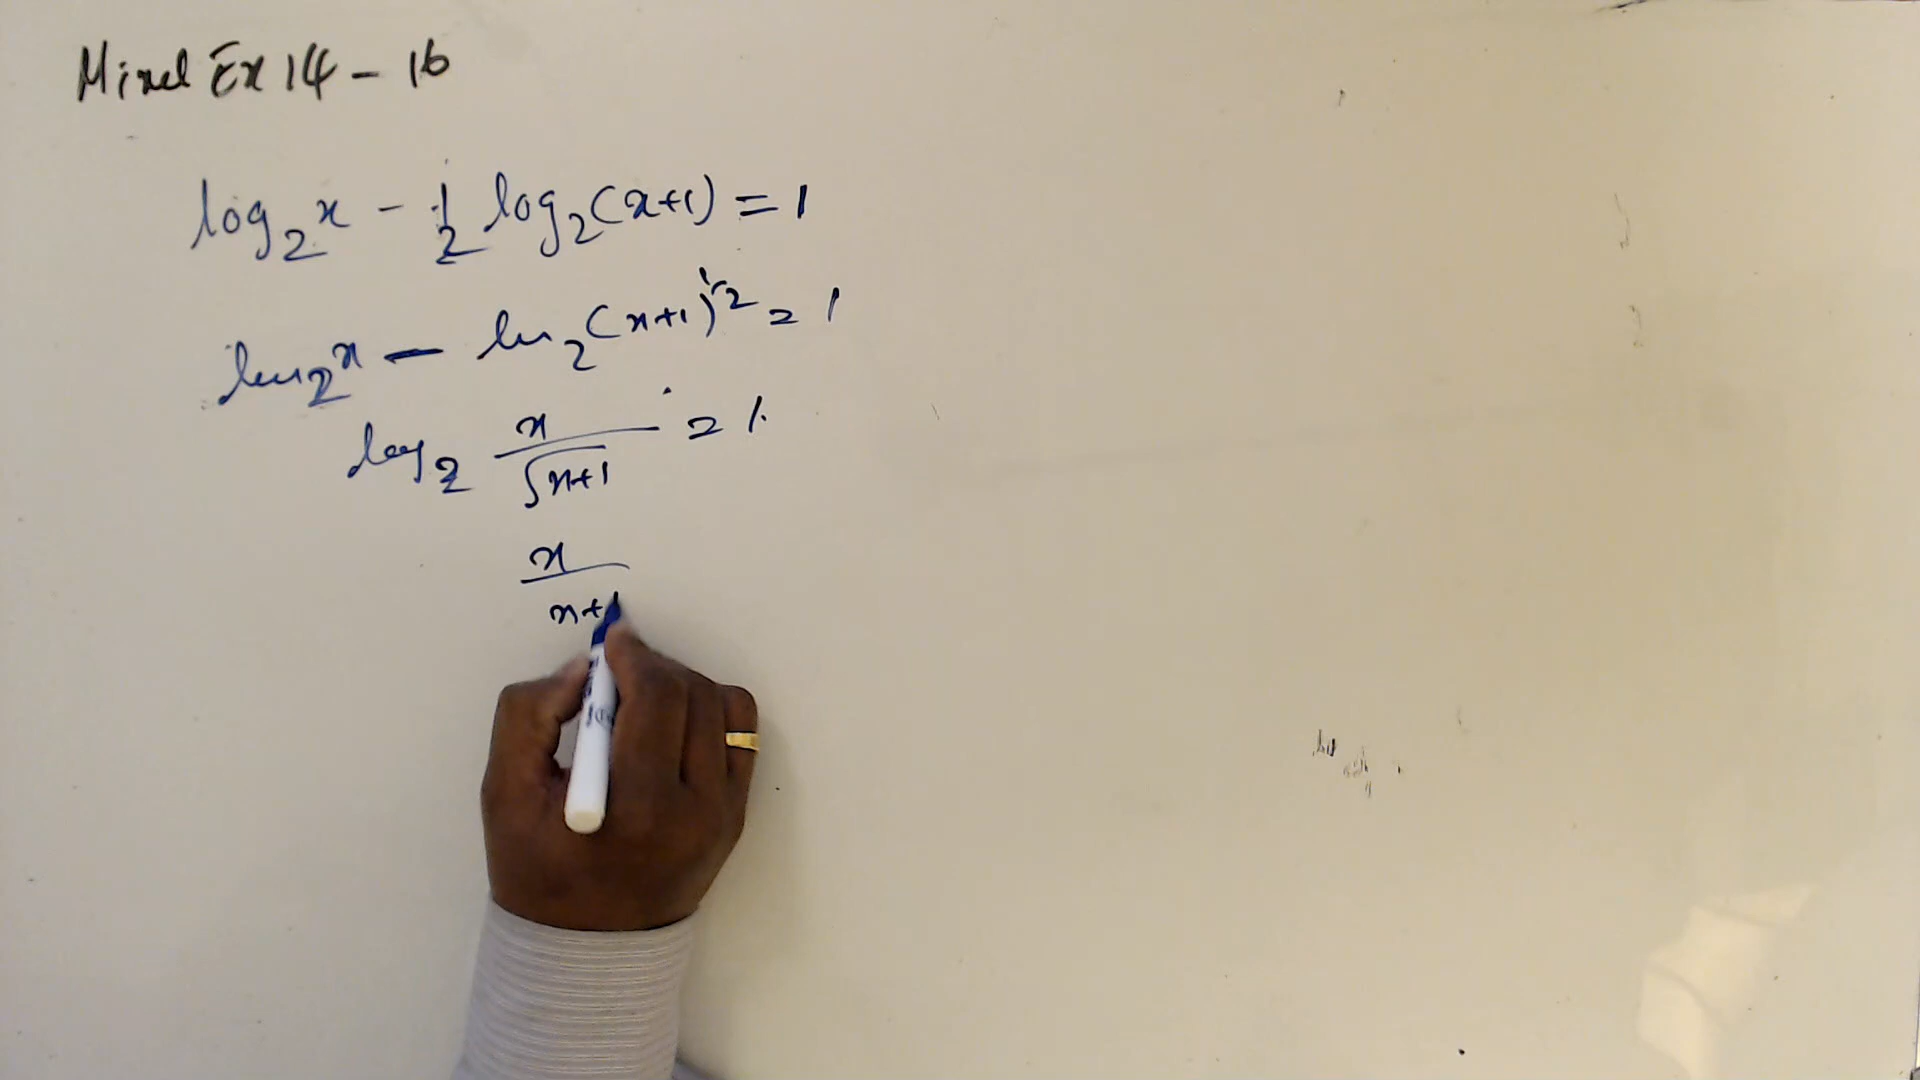 Mixed Ex 14 - 16
log₂x - 1/2 log₂(x+1) = 1
log₂x - log₂(x+1)^1/2 = 1
log₂ x/√(x+1) = 1
x/x+1